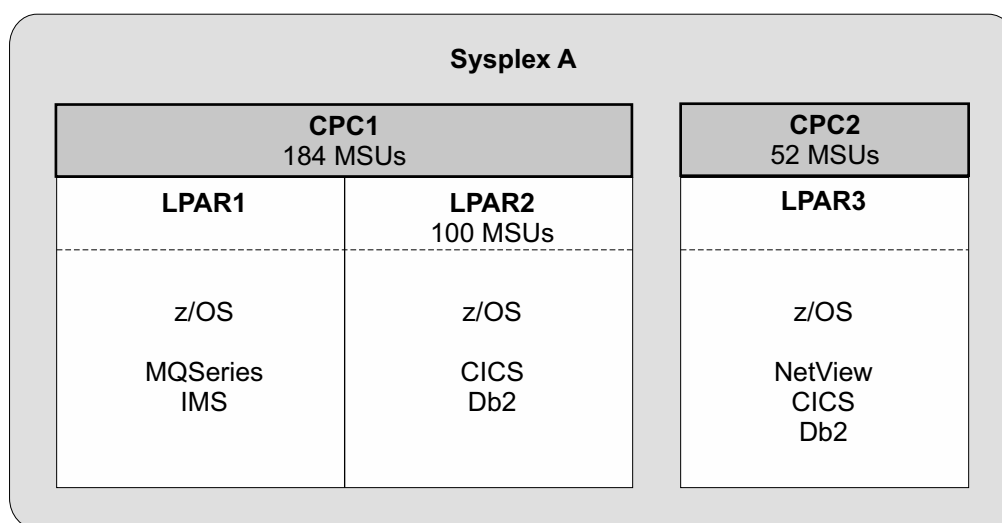 Sysplex A
CPC1
184 MSUs
LPAR1
LPAR2
100 MSUs
z/OS
MQSeries
IMS
z/OS
CICS
Db2
CPC2
52 MSUs
LPAR3
z/OS
NetView
CICS
Db2